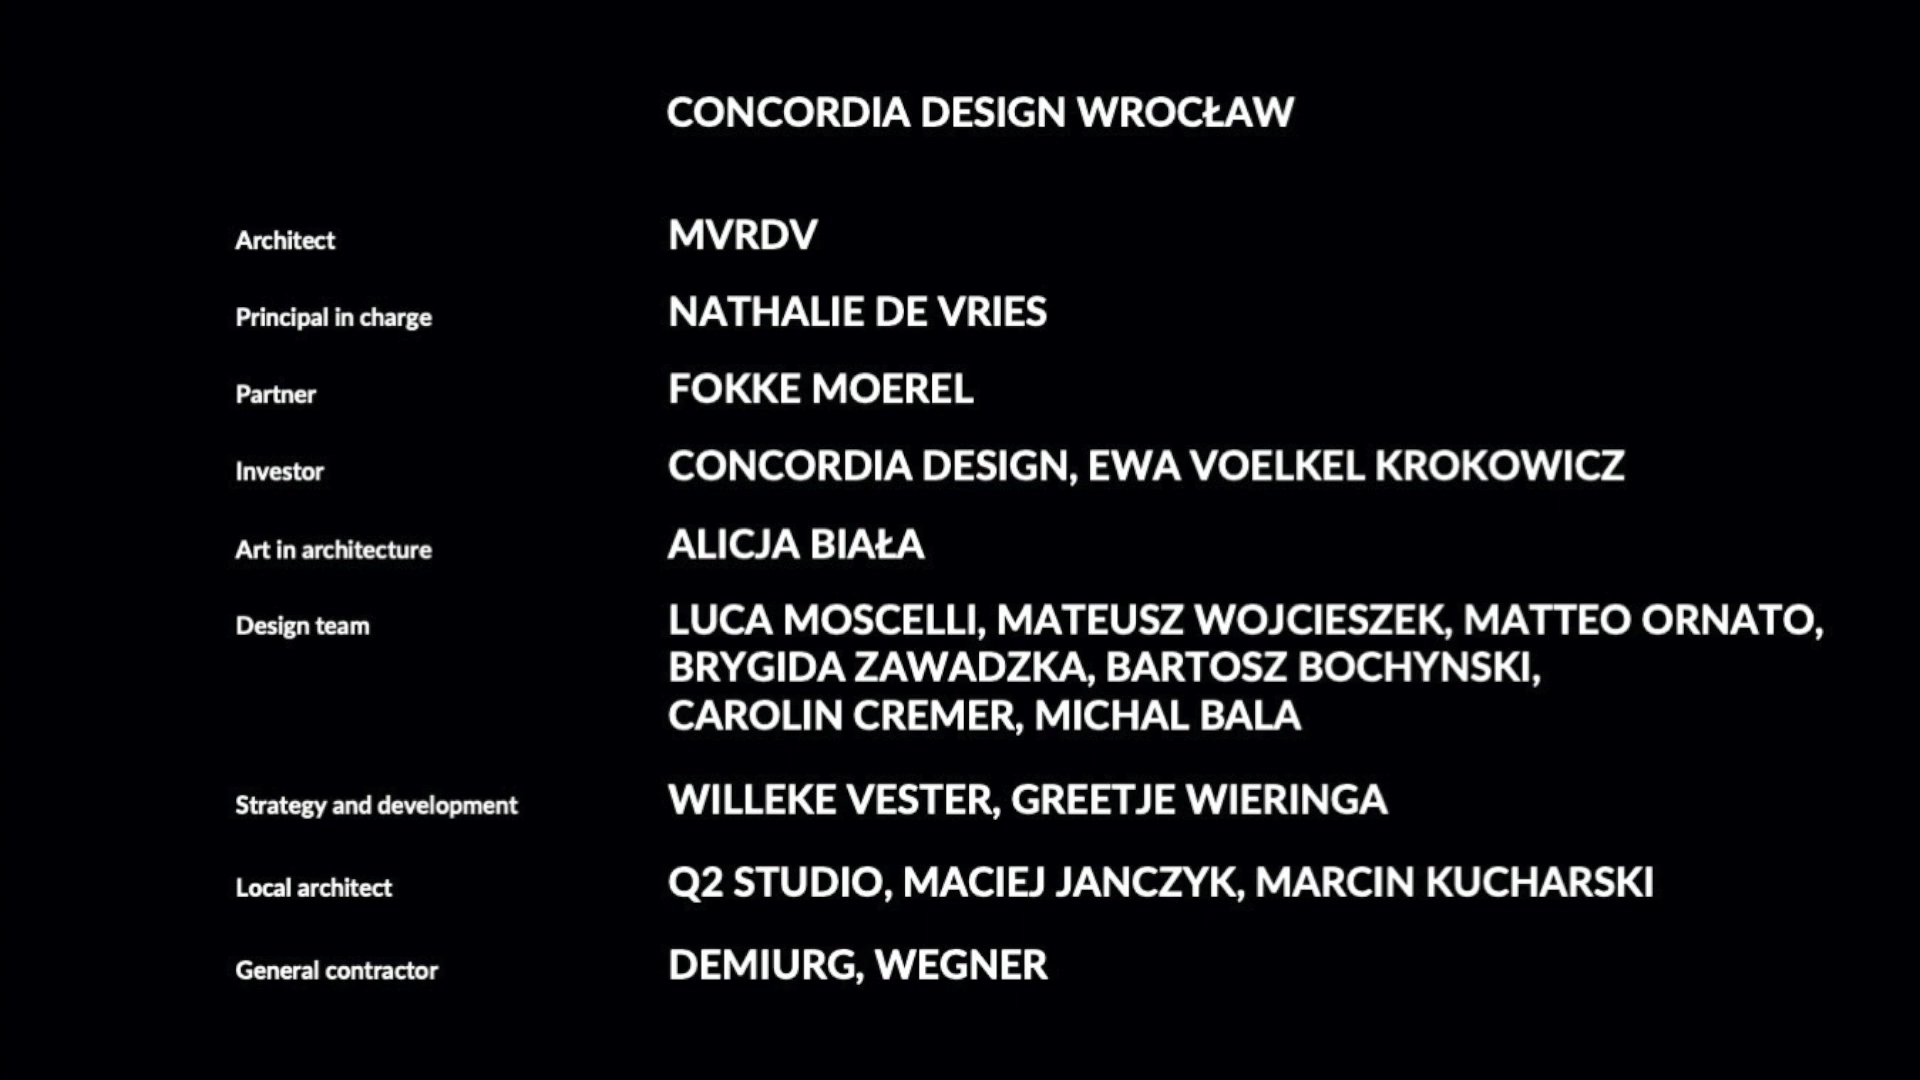 CONCORDIA DESIGN WROCŁAW
Architect MVRDV
Principal in charge NATHALIE DE VRIES
Partner FOKKE MOEREL
Investor CONCORDIA DESIGN, EWA VOELKEL KROKOWICZ
Art in architecture ALICJA BIAŁA
Design team LUCA MOSCELLI, MATEUSZ WOJCIESZEK, MATTEO ORNATO,
BRYGIDA ZAWADZKA, BARTOSZ BOCHYNSKI,
CAROLIN CREMER, MICHAL BALA
Strategy and development WILLEKE VESTER, GREETJE WIERINGA
Local architect Q2 STUDIO, MACIEJ JANCZYK, MARCIN KUCHARSKI
General contractor DEMIURG, WEGNER